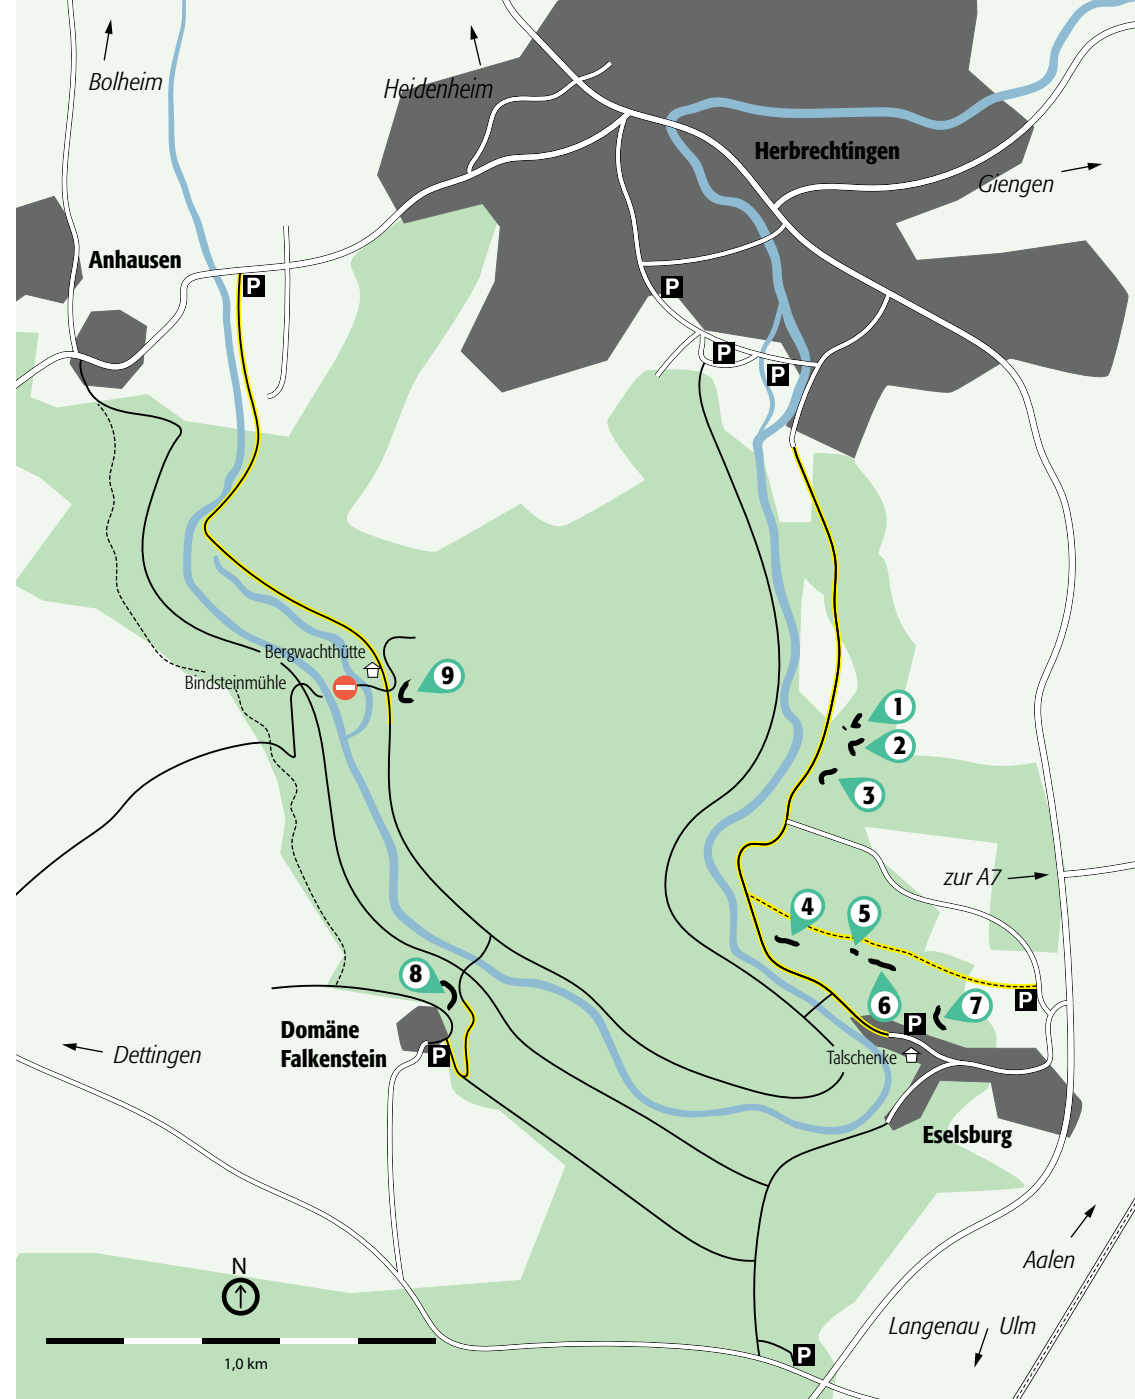 Bolheim
Heidenheim
Herbrechtingen
Giengen
Anhausen
P
P
P
P
Bergwachthütte
Bindsteinmühle
9
1
2
3
zur A7
4
5
8
6
7
P
P
Domäne
Falkenstein
P
Dettingen
Talschenke
Eselsburg
N
Aalen
Langenau / Ulm
P
1,0 km